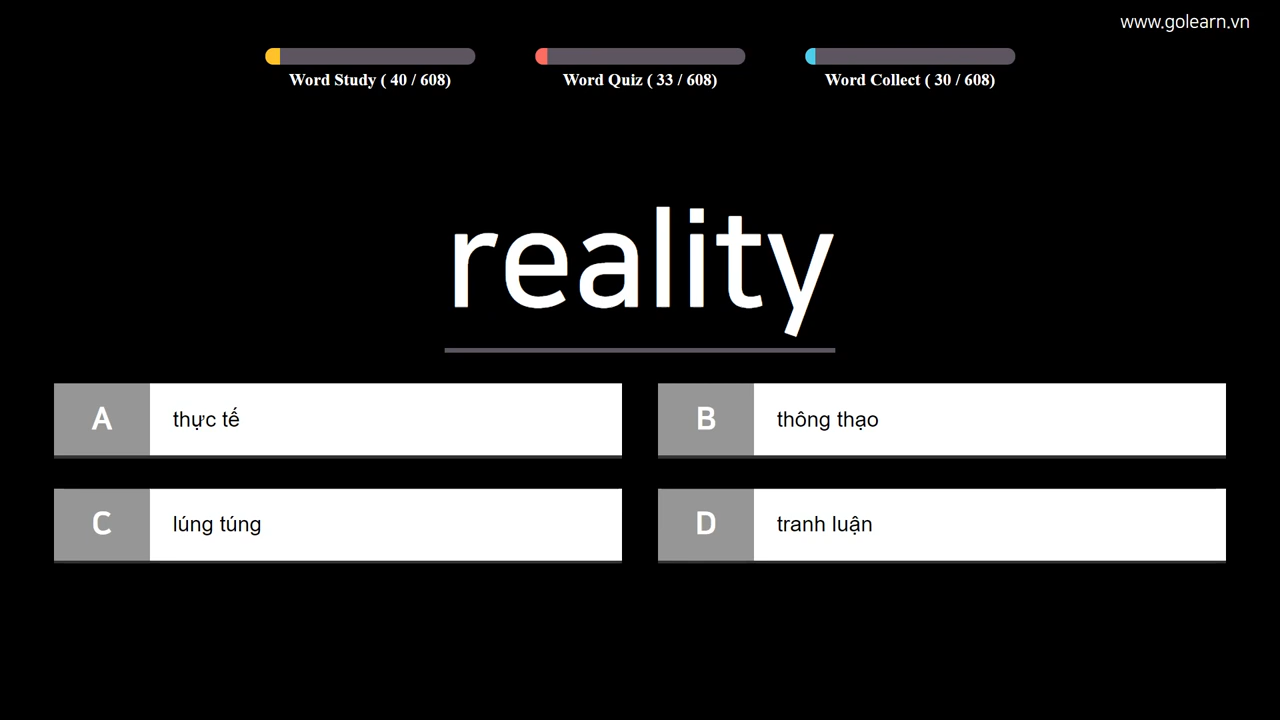 www.golearn.vn
Word Study ( 40 / 608)
Word Quiz ( 33 / 608)
Word Collect ( 30 / 608)
reality
A thực tế
B thông thạo
C lúng túng
D tranh luận